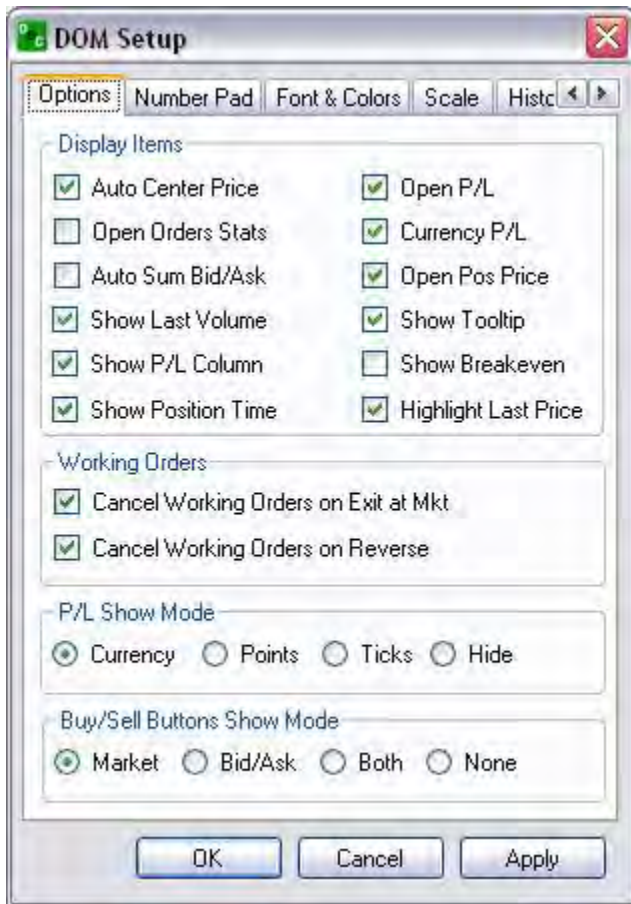 DOM Setup
Options Number Pad Font & Colors Scale
Display Items
Auto Center Price Open P/L
Open Orders Stats Currency P/L
Auto Sum Bid/Ask Open Pos Price
Show Last Volume Show Tooltip
Show P/L Column Show Breakeven
Show Position Time Highlight Last Price
Working Orders
Cancel Working Orders on Exit at Mkt
Cancel Working Orders on Reverse
P/L Show Mode
Currency Points Ticks Hide
Buy/Sell Buttons Show Mode
Market Bid/Ask Both None
OK Cancel Apply